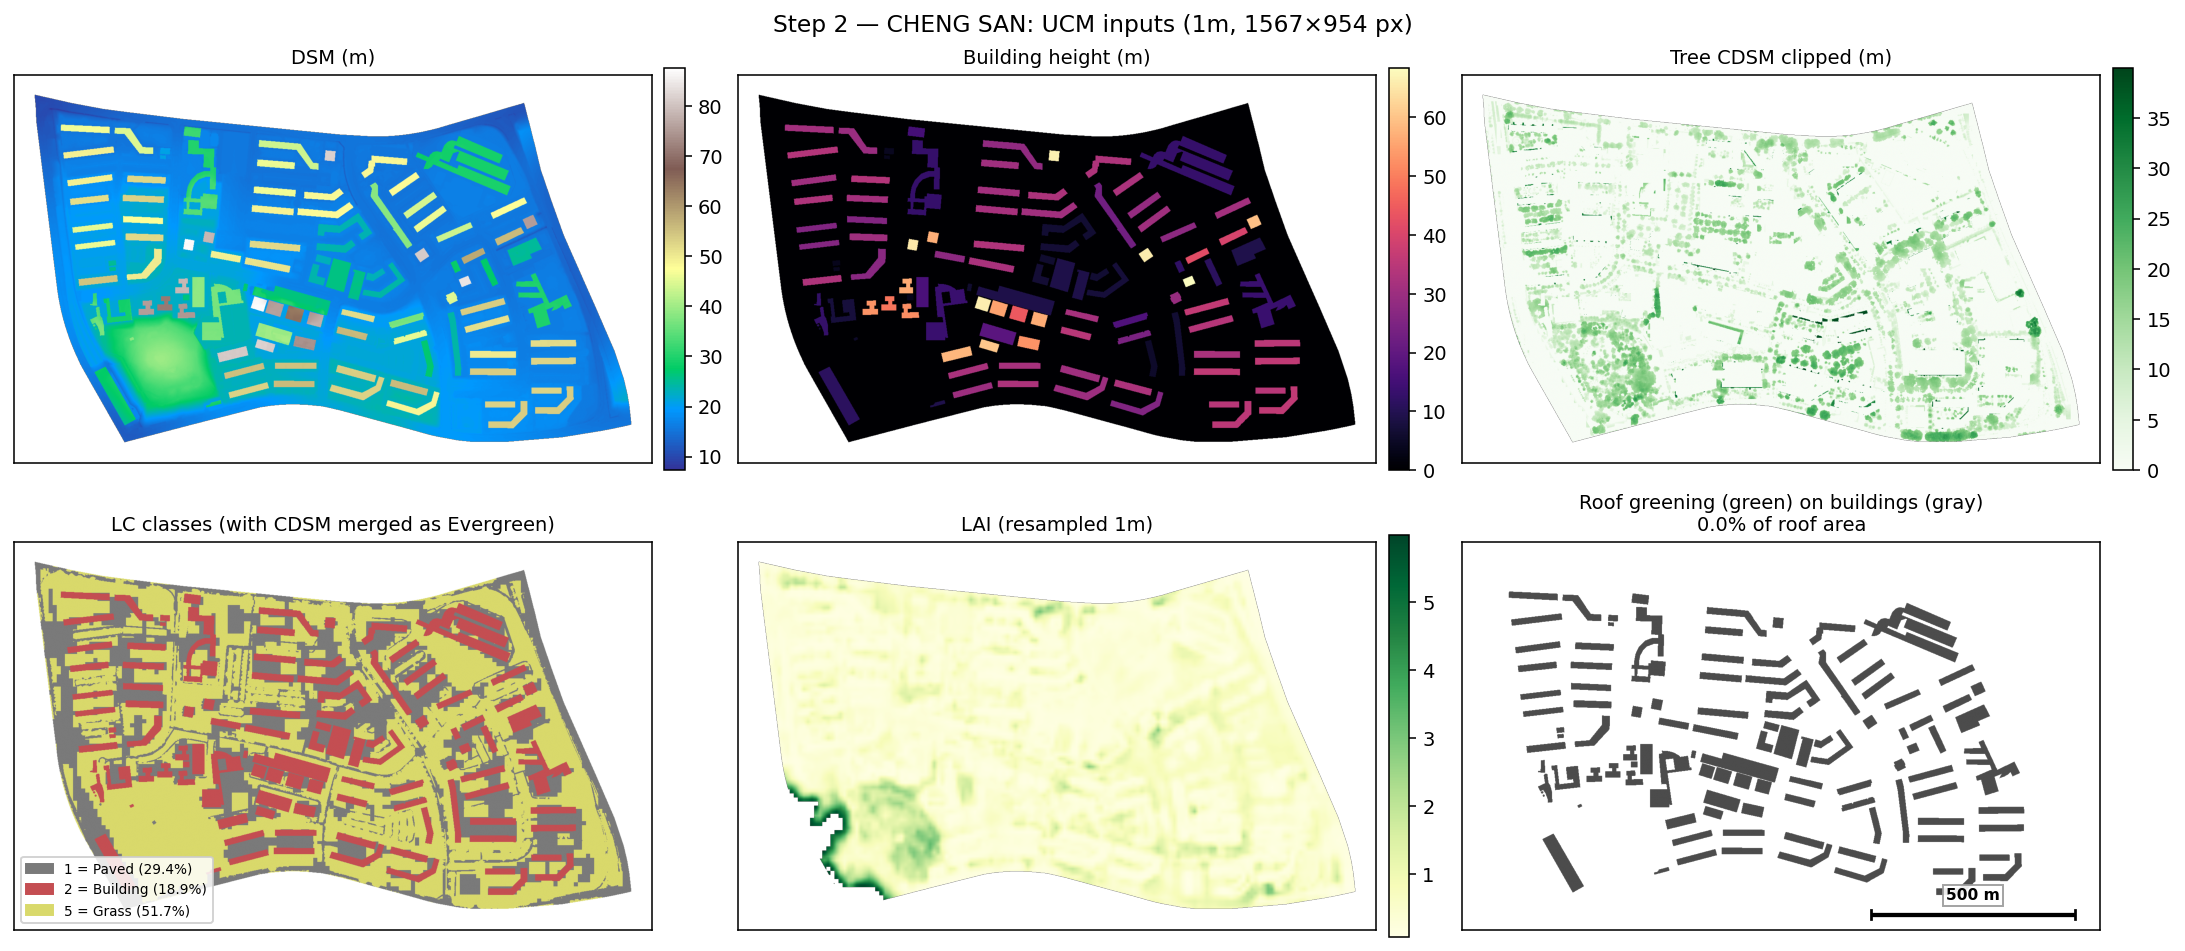 Step 2 — CHENG SAN: UCM inputs (1m, 1567×954 px)
DSM (m)
80
70
60
50
40
30
20
10
Building height (m)
60
50
40
30
20
10
0
Tree CDSM clipped (m)
35
30
25
20
15
10
5
0
LC classes (with CDSM merged as Evergreen)
1 = Paved (29.4%)
2 = Building (18.9%)
5 = Grass (51.7%)
LAI (resampled 1m)
5
4
3
2
1
Roof greening (green) on buildings (gray)
0.0% of roof area
500 m